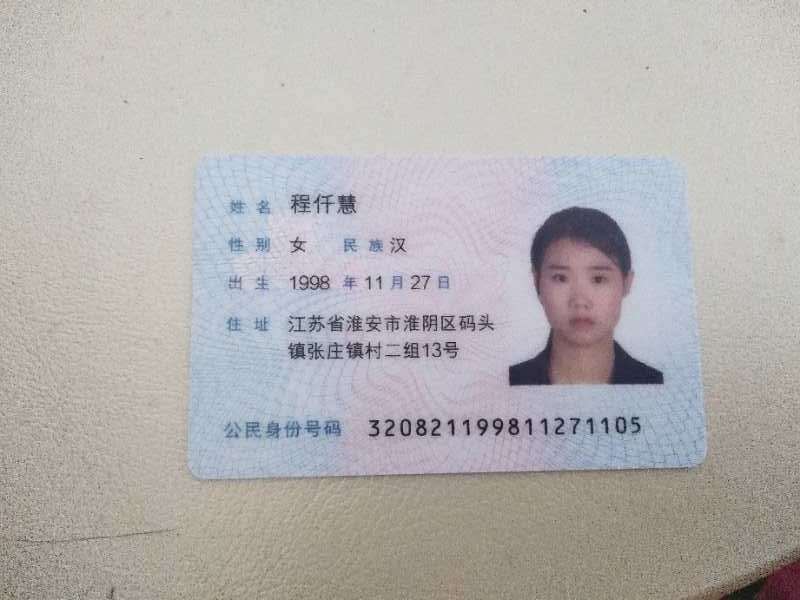 姓名 程仟慧
性别 女 民族 汉
出生 1998 年 11 月 27 日
住址 江苏省淮安市淮阴区码头
镇张庄镇村二组13号
公民身份号码 320821199811271105